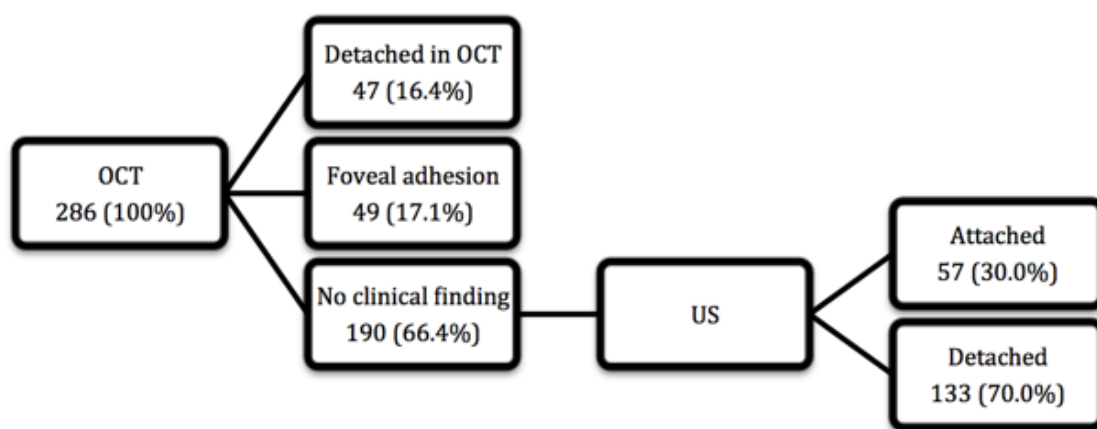 OCT
286 (100%)
Detached in OCT
47 (16.4%)
Foveal adhesion
49 (17.1%)
No clinical finding
190 (66.4%)
US
Attached
57 (30.0%)
Detached
133 (70.0%)